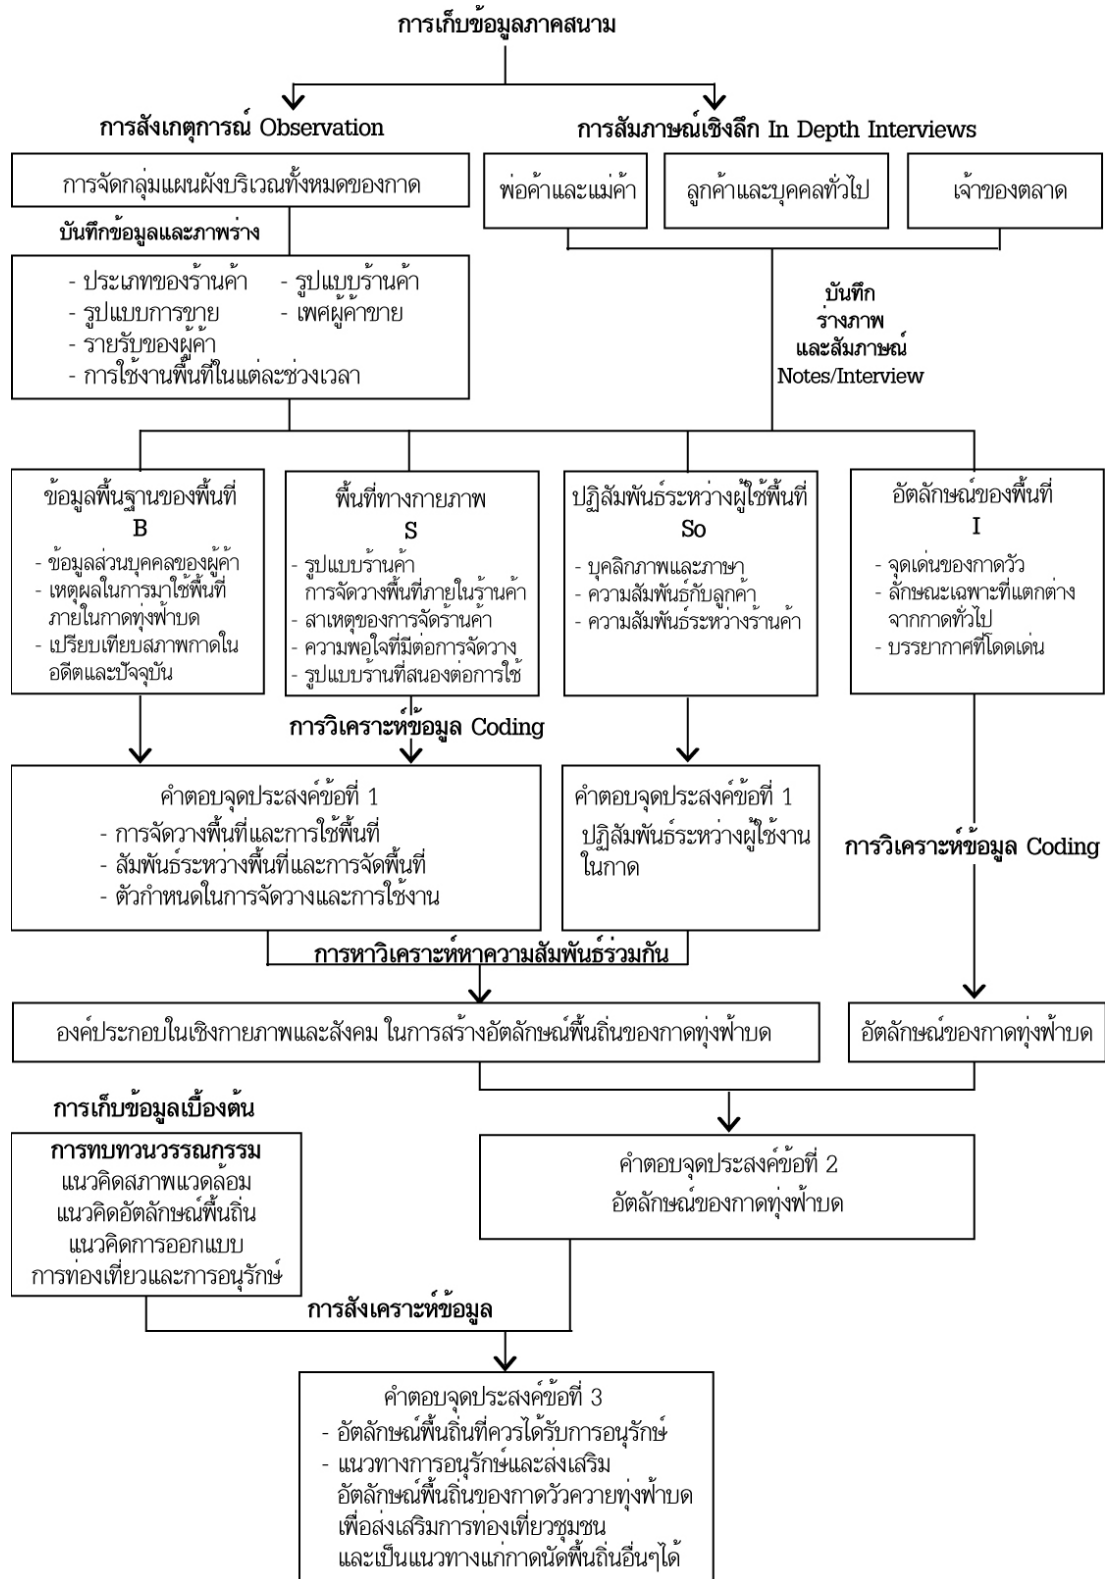 การเก็บข้อมูลภาคสนาม
การสังเกตุการณ์ Observation
การสัมภาษณ์เชิงลึก In Depth Interviews
การจัดกลุ่มแผนผังบริเวณทั้งหมดของกาด
พ่อค้าและแม่ค้า
ลูกค้าและบุคคลทั่วไป
เจ้าของตลาด
บันทึกข้อมูลและภาพร่าง
- ประเภทของร้านค้า - รูปแบบร้านค้า
- รูปแบบการขาย - เพศผู้ค้าขาย
- รายรับของผู้ค้า
- การใช้งานพื้นที่ในแต่ละช่วงเวลา
บันทึก
ร่างภาพ
และสัมภาษณ์
Notes/Interview
ข้อมูลพื้นฐานของพื้นที่
B
- ข้อมูลส่วนบุคคลของผู้ค้า
- เหตุผลในการมาใช้พื้นที่
ภายในกาดทุ่งฟ้าบด
- เปรียบเทียบสภาพกาดใน
อดีตและปัจจุบัน
พื้นที่ทางกายภาพ
S
- รูปแบบร้านค้า
การจัดวางพื้นที่ภายในร้านค้า
- สาเหตุของการจัดร้านค้า
- ความพอใจที่มีต่อการจัดวาง
- รูปแบบร้านที่สนองต่อการใช้
ปฏิสัมพันธ์ระหว่างผู้ใช้พื้นที่
So
- บุคลิกภาพและภาษา
- ความสัมพันธ์กับลูกค้า
- ความสัมพันธ์ระหว่างร้านค้า
อัตลักษณ์ของพื้นที่
I
- จุดเด่นของกาดวัว
- ลักษณะเฉพาะที่แตกต่าง
จากกาดทั่วไป
- บรรยากาศที่โดดเด่น
การวิเคราะห์ข้อมูล Coding
คำตอบจุดประสงค์ข้อที่ 1
- การจัดวางพื้นที่และการใช้พื้นที่
- สัมพันธ์ระหว่างพื้นที่และการจัดพื้นที่
- ตัวกำหนดในการจัดวางและการใช้งาน
คำตอบจุดประสงค์ข้อที่ 1
ปฏิสัมพันธ์ระหว่างผู้ใช้งาน
ในกาด
การวิเคราะห์ข้อมูล Coding
การหาวิเคราะห์หาความสัมพันธ์ร่วมกัน
องค์ประกอบในเชิงกายภาพและสังคม ในการสร้างอัตลักษณ์พื้นถิ่นของกาดทุ่งฟ้าบด
อัตลักษณ์ของกาดทุ่งฟ้าบด
การเก็บข้อมูลเบื้องต้น
การทบทวนวรรณกรรม
แนวคิดสภาพแวดล้อม
แนวคิดอัตลักษณ์พื้นถิ่น
แนวคิดการออกแบบ
การท่องเที่ยวและการอนุรักษ์
คำตอบจุดประสงค์ข้อที่ 2
อัตลักษณ์ของกาดทุ่งฟ้าบด
การสังเคราะห์ข้อมูล
คำตอบจุดประสงค์ข้อที่ 3
- อัตลักษณ์พื้นถิ่นที่ควรได้รับการอนุรักษ์
- แนวทางการอนุรักษ์และส่งเสริม
อัตลักษณ์พื้นถิ่นของกาดวัวควายทุ่งฟ้าบด
เพื่อส่งเสริมการท่องเที่ยวชุมชน
และเป็นแนวทางแก่กาดนัดพื้นถิ่นอื่นๆได้